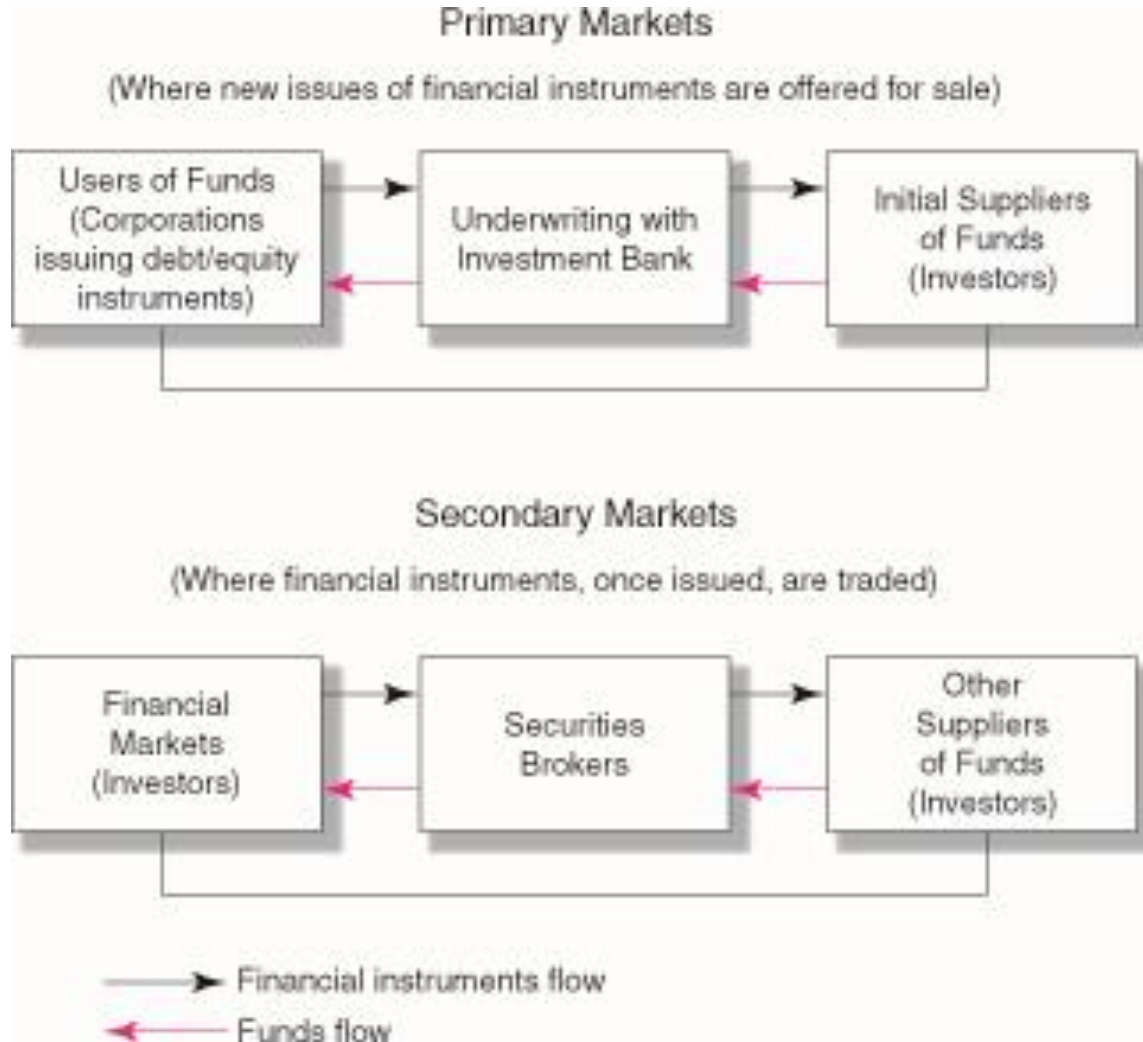 Primary Markets
(Where new issues of financial instruments are offered for sale)
Users of Funds
(Corporations
issuing debt/equity
instruments)
Underwriting with
Investment Bank
Initial Suppliers
of Funds
(Investors)
Secondary Markets
(Where financial instruments, once issued, are traded)
Financial
Markets
(Investors)
Securities
Brokers
Other
Suppliers
of Funds
(Investors)
Financial instruments flow
Funds flow